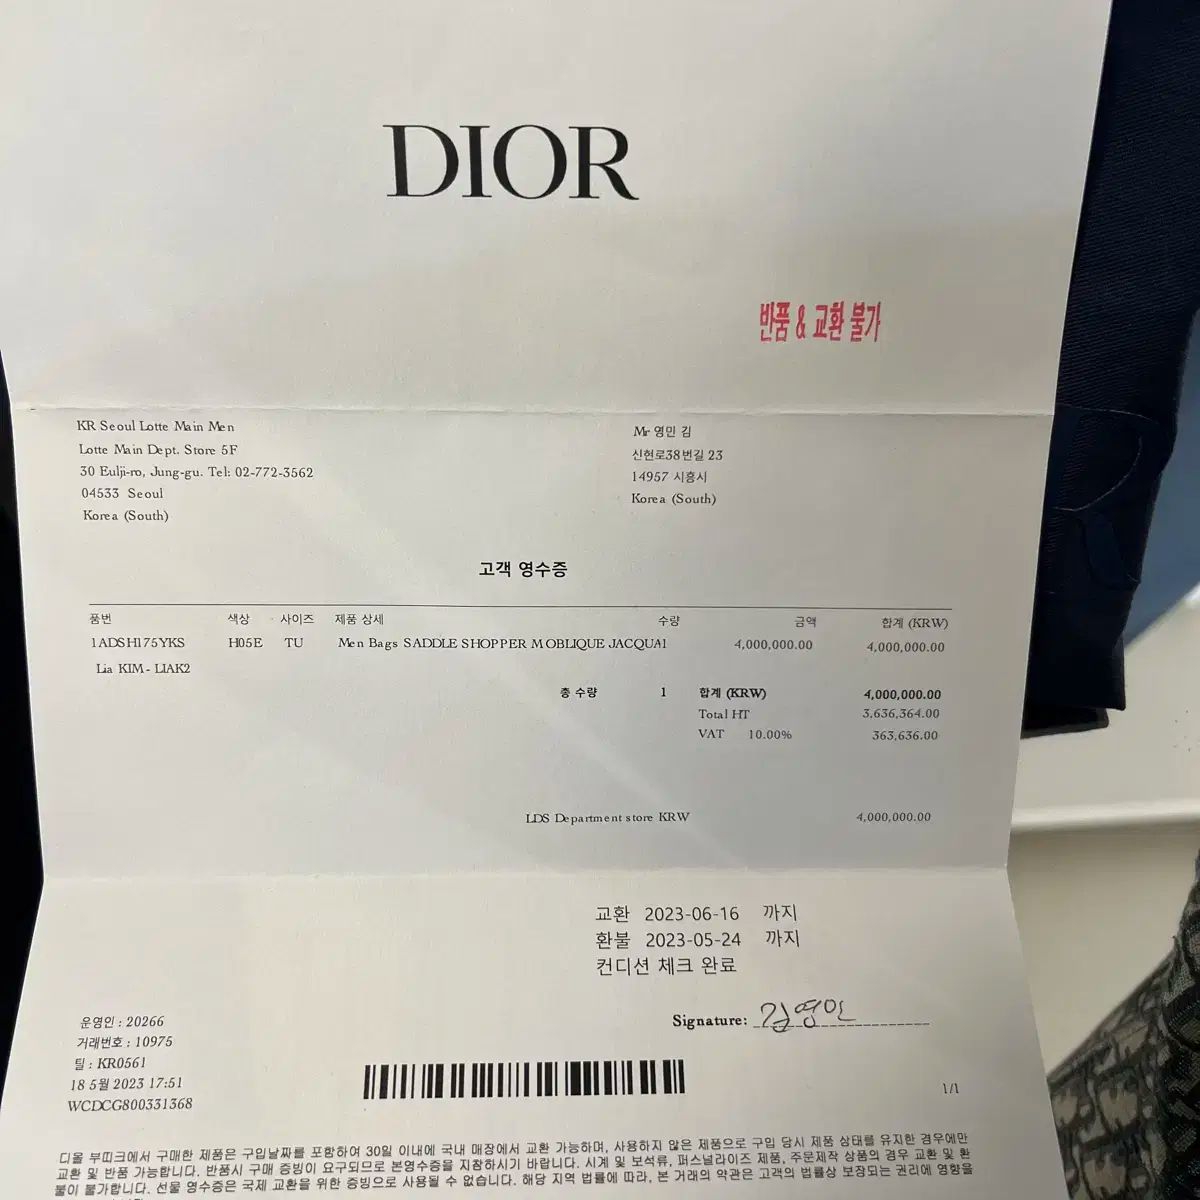 DIOR
반품 & 교환 불가
KR Seoul Lotte Main Men
Lotte Main Dept. Store 5F
30 Eulji-ro, Jung-gu. Tel: 02-772-3562
04533 Seoul
Korea (South)
Mr 영민 김
신현로38번길 23
14957 시흥시
Korea (South)
고객 영수증
품번 색상 사이즈 제품 상세 수량 금액 합계 (KRW)
1ADSH175YKS H05E TU Men Bags SADDLE SHOPPER M OBLIQUE JACQUA1 4,000,000.00 4,000,000.00
Lia KIM - LIAK2
총 수량 1 합계 (KRW) 4,000,000.00
Total HT 3,636,364.00
VAT 10.00% 363,636.00
LDS Department store KRW 4,000,000.00
교환 2023-06-16 까지
환불 2023-05-24 까지
컨디션 체크 완료
Signature: 김영민
운영인 : 20266
거래번호 : 10975
틸 : KR0561
18 5월 2023 17:51
WCDCG800331368
1/1
디올 부띠크에서 구매한 제품은 구입날짜를 포함하여 30일 이내에 국내 매장에서 교환 가능하며, 사용하지 않은 제품으로 구입 당시 제품 상태를 유지한 경우에만
교환 및 반품 가능합니다. 반품시 구매 증빙이 요구되므로 본영수증을 지참하시기 바랍니다. 시계 및 보석류, 퍼스널라이즈 제품, 주문제작 상품의 경우 교환 및 환
불이 불가합니다. 선물 영수증은 국제 교환을 위한 증빙으로 사용될 수 없습니다. 해당 지역 법률에 따라, 본 거래의 약관은 고객의 법률상 보장되는 권리에 영향을